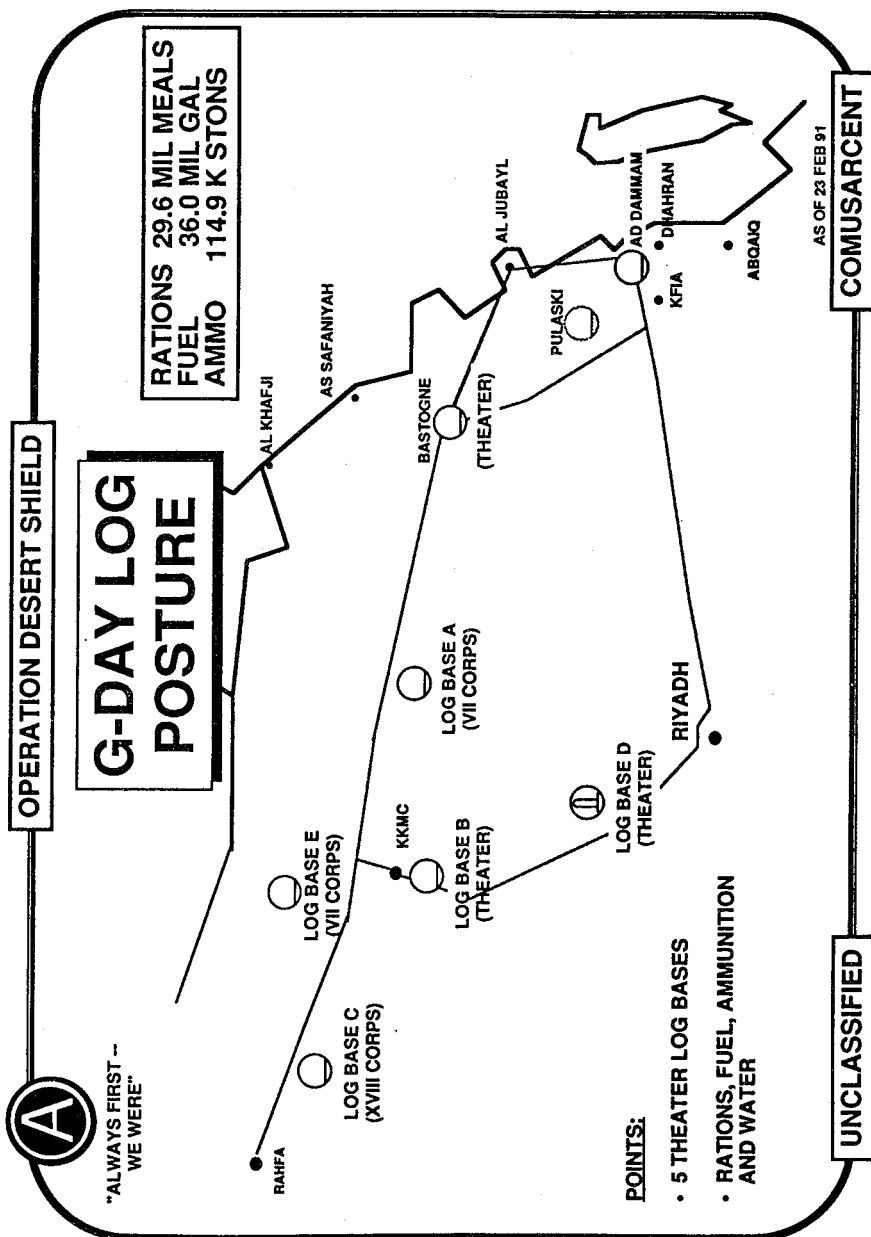 OPERATION DESERT SHIELD
A
"ALWAYS FIRST –
WE WERE"
G-DAY LOG
POSTURE
RATIONS 29.6 MIL MEALS
FUEL 36.0 MIL GAL
AMMO 114.9 K STONS
AL KHAFJI
AS SAFANIYAH
RAHFA
LOG BASE C
(XVIII CORPS)
LOG BASE E
(VII CORPS)
KKMC
LOG BASE B
(THEATER)
LOG BASE A
(VII CORPS)
BASTOGNE
(THEATER)
AL JUBAYL
PULASKI
AD DAMMAM
DHAHRAN
KFIA
ABQAIQ
LOG BASE D
(THEATER)
RIYADH
POINTS:
• 5 THEATER LOG BASES
• RATIONS, FUEL, AMMUNITION
AND WATER
AS OF 23 FEB 91
UNCLASSIFIED
COMUSARCENT